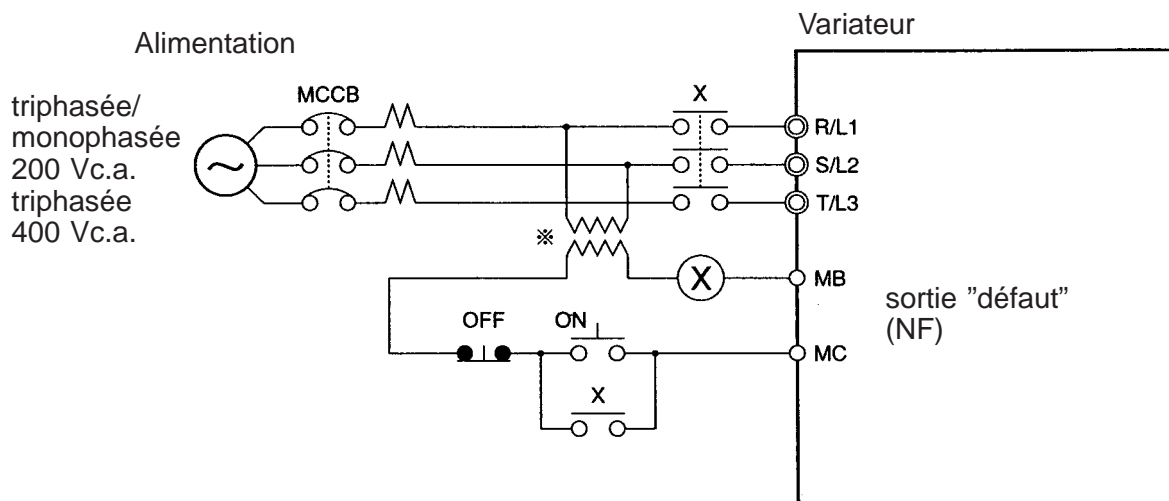 Alimentation
Variateur
triphasée/
monophasée
200 Vc.a.
triphasée
400 Vc.a.
MCCB
X
R/L1
S/L2
T/L3
※
X
MB
sortie ”défaut”
(NF)
OFF
ON
MC
X